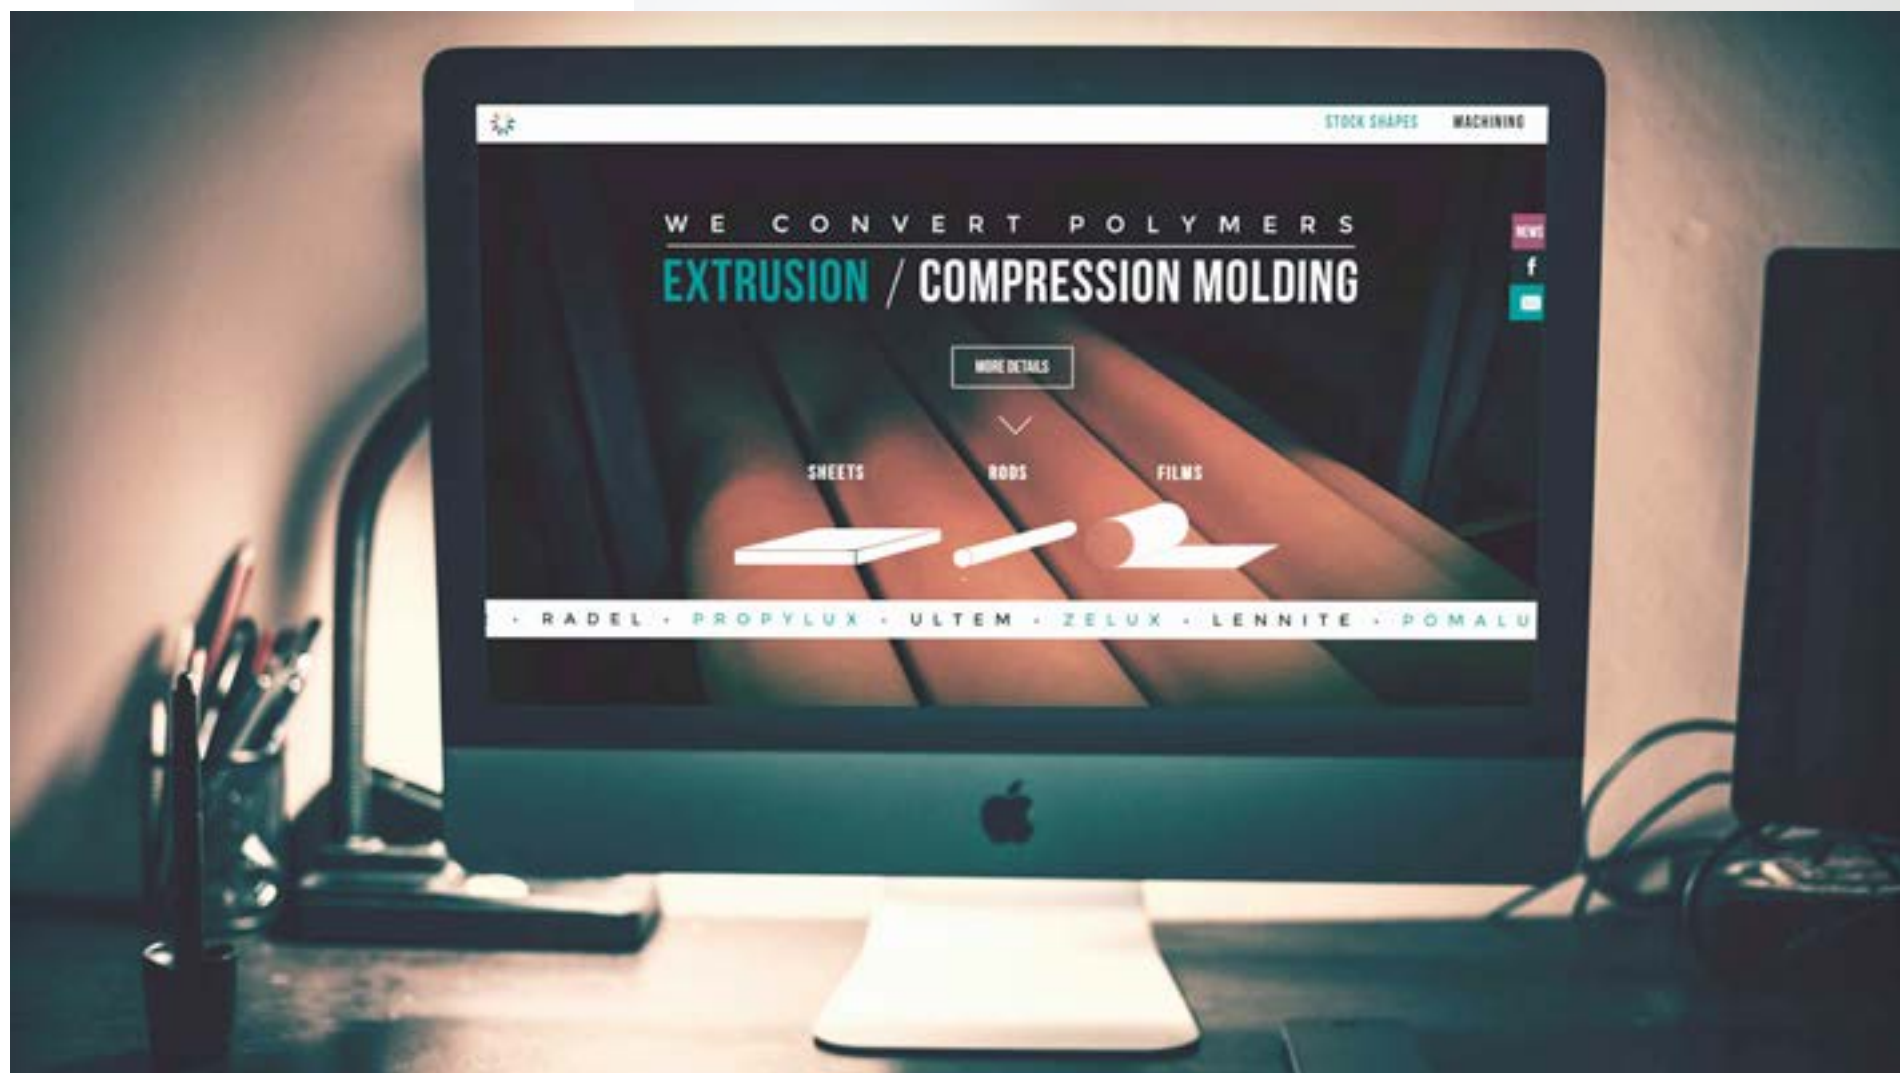 STOCK SHAPES MACHINING
WE CONVERT POLYMERS
EXTRUSION / COMPRESSION MOLDING
NEWS
f
MORE DETAILS
SHEETS RODS FILMS
· RADEL · PROPYLUX · ULTEM · ZELUX · LENNITE · POMALU